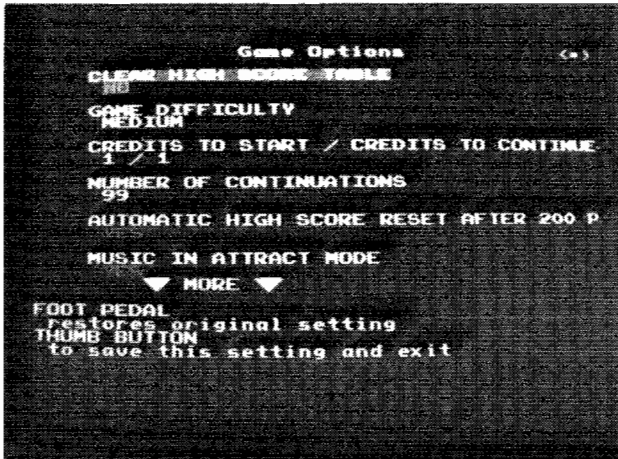 Game Options
(*)
CLEAR HIGH SCORE TABLE
NO
GAME DIFFICULTY
MEDIUM
CREDITS TO START / CREDITS TO CONTINUE
1 / 1
NUMBER OF CONTINUATIONS
99
AUTOMATIC HIGH SCORE RESET AFTER 200 P
MUSIC IN ATTRACT MODE
MORE
FOOT PEDAL
restores original setting
THUMB BUTTON
to save this setting and exit